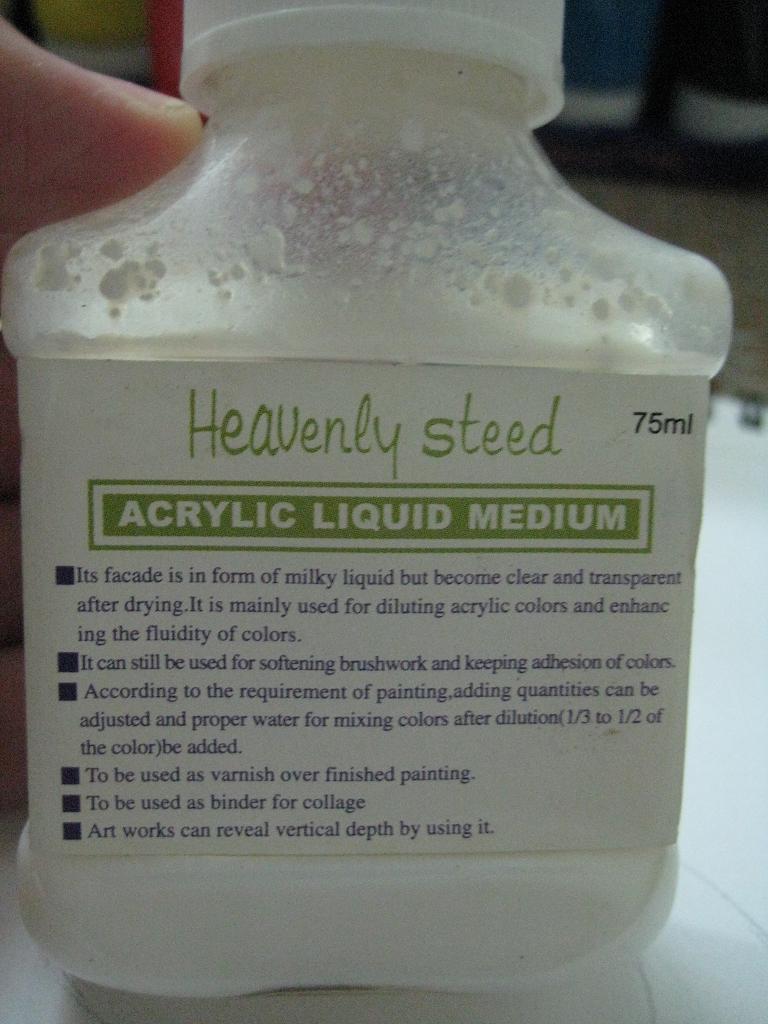 Heavenly steed
75ml
ACRYLIC LIQUID MEDIUM
■Its facade is in form of milky liquid but become clear and transparent
after drying.It is mainly used for diluting acrylic colors and enhanc
ing the fluidity of colors.
■It can still be used for softening brushwork and keeping adhesion of colors.
■ According to the requirement of painting,adding quantities can be
adjusted and proper water for mixing colors after dilution(1/3 to 1/2 of
the color)be added.
■ To be used as varnish over finished painting.
■ To be used as binder for collage
■ Art works can reveal vertical depth by using it.